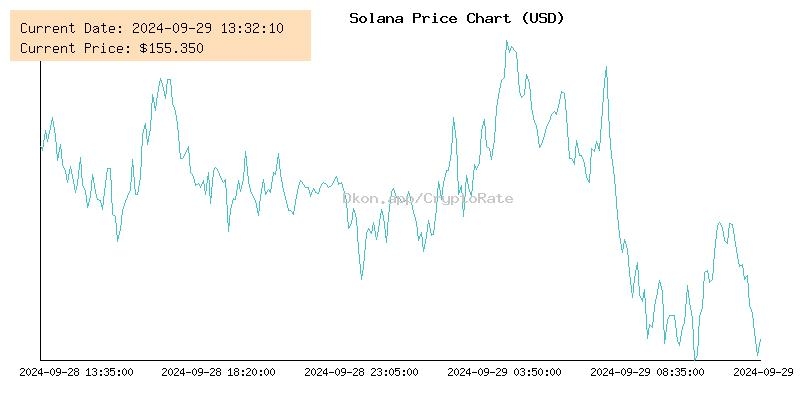 Solana Price Chart (USD)
Current Date: 2024-09-29 13:32:10
Current Price: $155.350
Dkon.app/CryptoRate
2024-09-28 13:35:00 2024-09-28 18:20:00 2024-09-28 23:05:00 2024-09-29 03:50:00 2024-09-29 08:35:00 2024-09-29